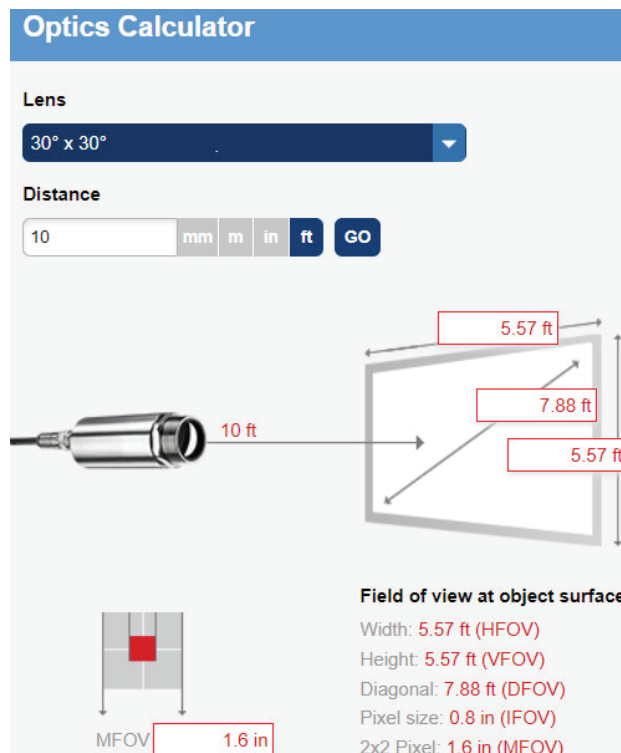 Optics Calculator
Lens
30° x 30°
Distance
10 mm m in ft GO
5.57 ft
7.88 ft
10 ft
5.57 ft
Field of view at object surface
Width: 5.57 ft (HFOV)
Height: 5.57 ft (VFOV)
Diagonal: 7.88 ft (DFOV)
Pixel size: 0.8 in (IFOV)
MFOV 1.6 in
2x2 Pixel: 1.6 in (MFOV)